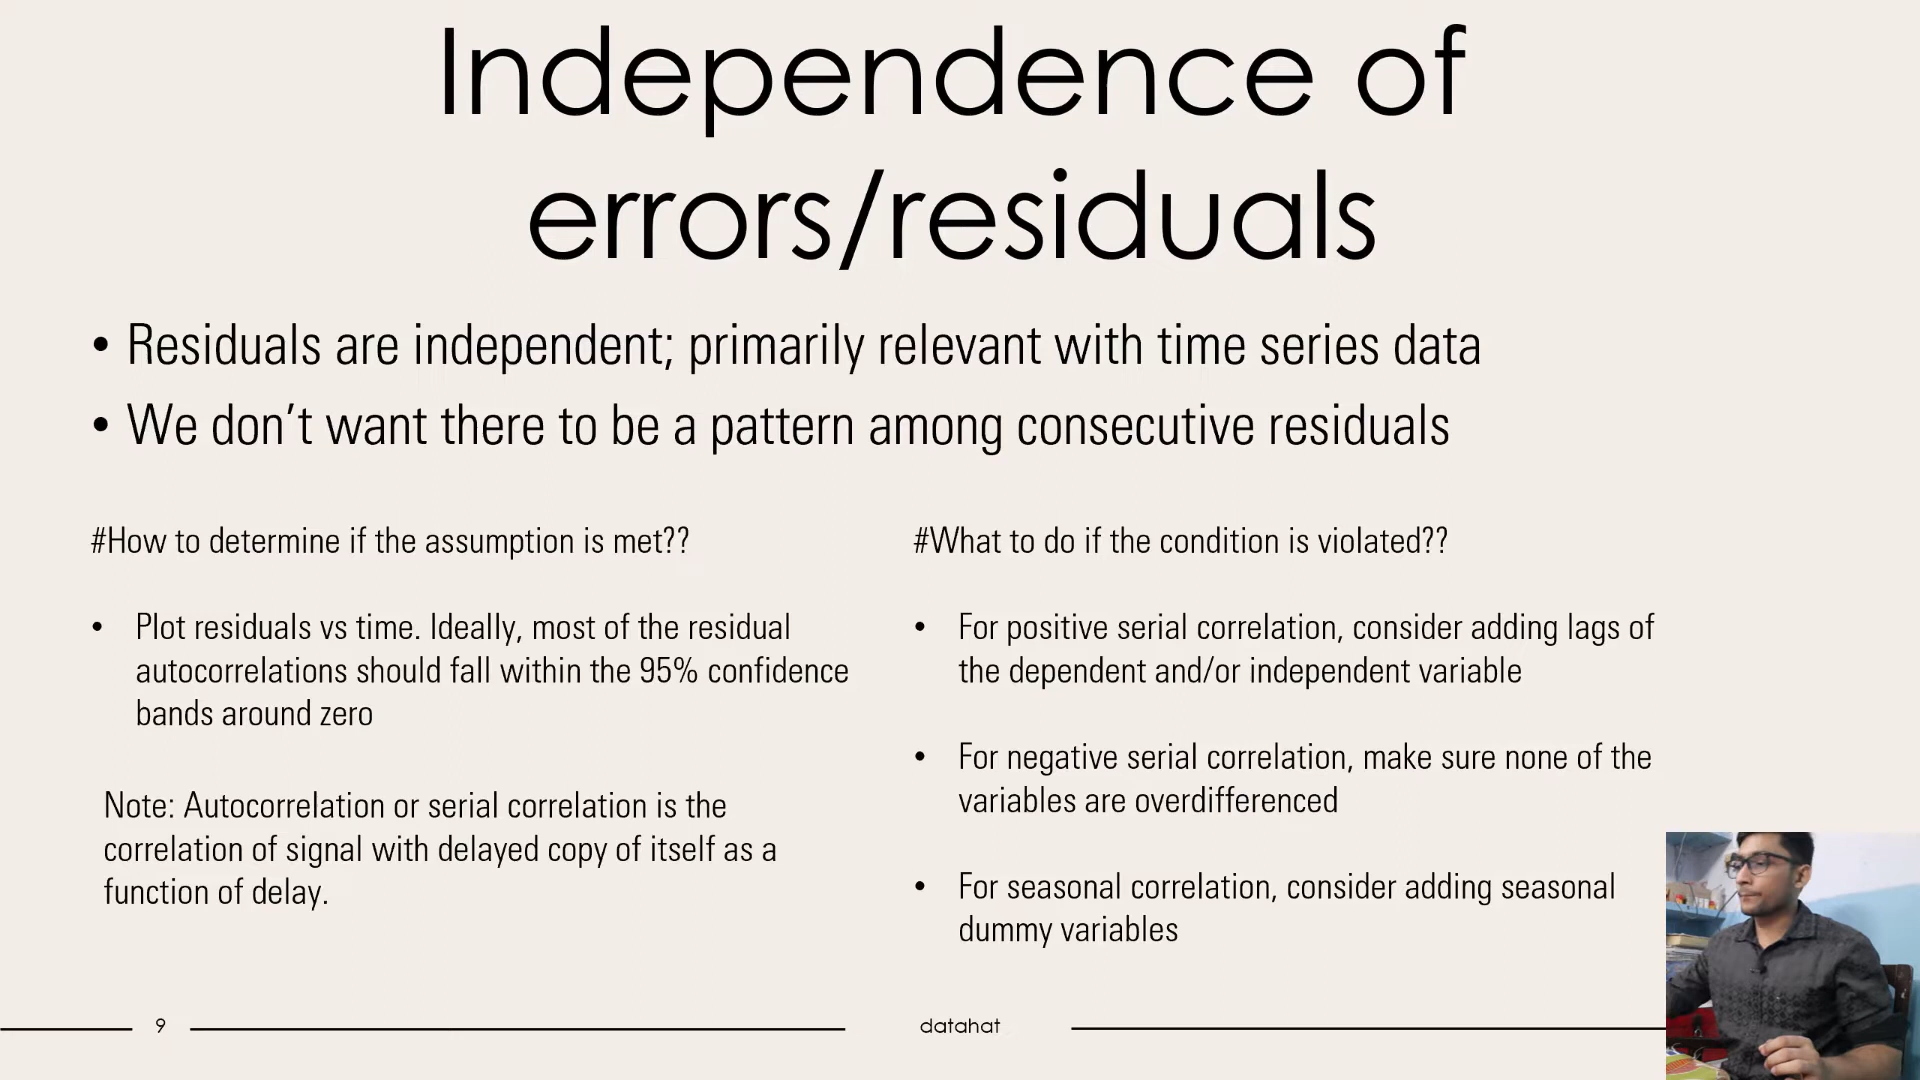 Independence of
errors/residuals
• Residuals are independent; primarily relevant with time series data
• We don’t want there to be a pattern among consecutive residuals
#How to determine if the assumption is met??
• Plot residuals vs time. Ideally, most of the residual
autocorrelations should fall within the 95% confidence
bands around zero
Note: Autocorrelation or serial correlation is the
correlation of signal with delayed copy of itself as a
function of delay.
#What to do if the condition is violated??
• For positive serial correlation, consider adding lags of
the dependent and/or independent variable
• For negative serial correlation, make sure none of the
variables are overdifferenced
• For seasonal correlation, consider adding seasonal
dummy variables
9
datahat